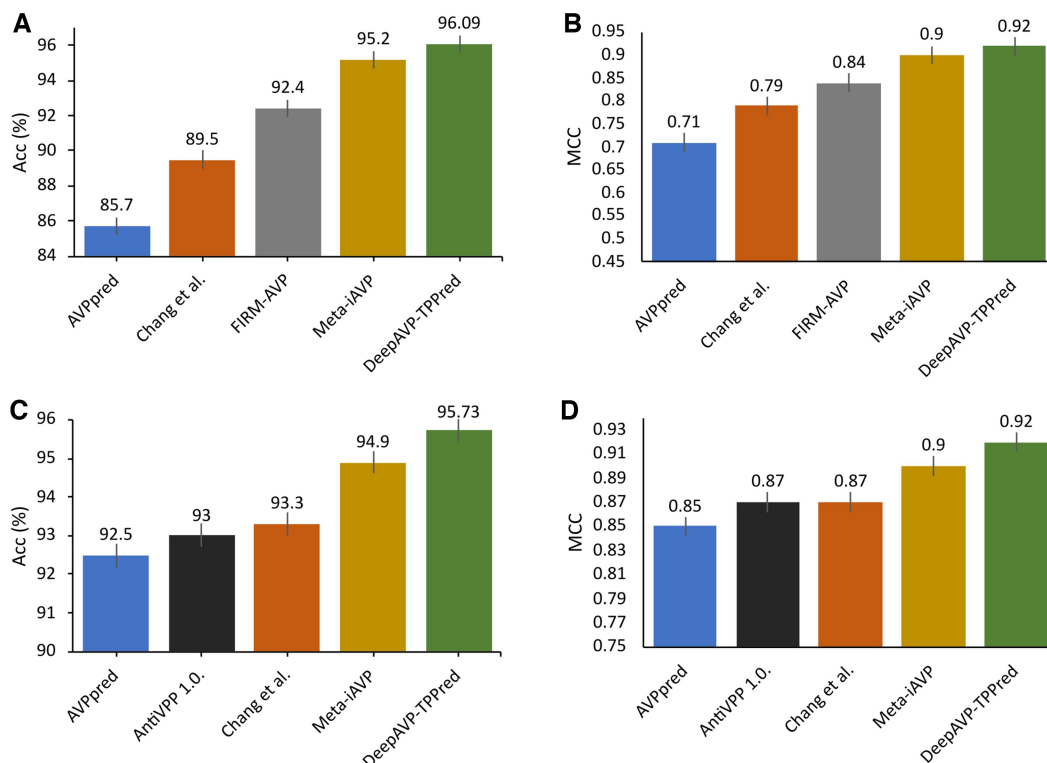 A
Acc (%)
96
94
92
90
88
86
84
85.7
89.5
92.4
95.2
96.09
AVPpred
Chang et al.
FIRM-AVP
Meta-iAVP
DeepAVP-TPPred
B
MCC
0.95
0.9
0.85
0.8
0.75
0.7
0.65
0.6
0.55
0.5
0.45
0.71
0.79
0.84
0.9
0.92
AVPpred
Chang et al.
FIRM-AVP
Meta-iAVP
DeepAVP-TPPred
C
Acc (%)
96
95
94
93
92
91
90
92.5
93
93.3
94.9
95.73
AVPpred
AntiVPP 1.0.
Chang et al.
Meta-iAVP
DeepAVP-TPPred
D
MCC
0.93
0.91
0.89
0.87
0.85
0.83
0.81
0.79
0.77
0.75
0.85
0.87
0.87
0.9
0.92
AVPpred
AntiVPP 1.0.
Chang et al.
Meta-iAVP
DeepAVP-TPPred